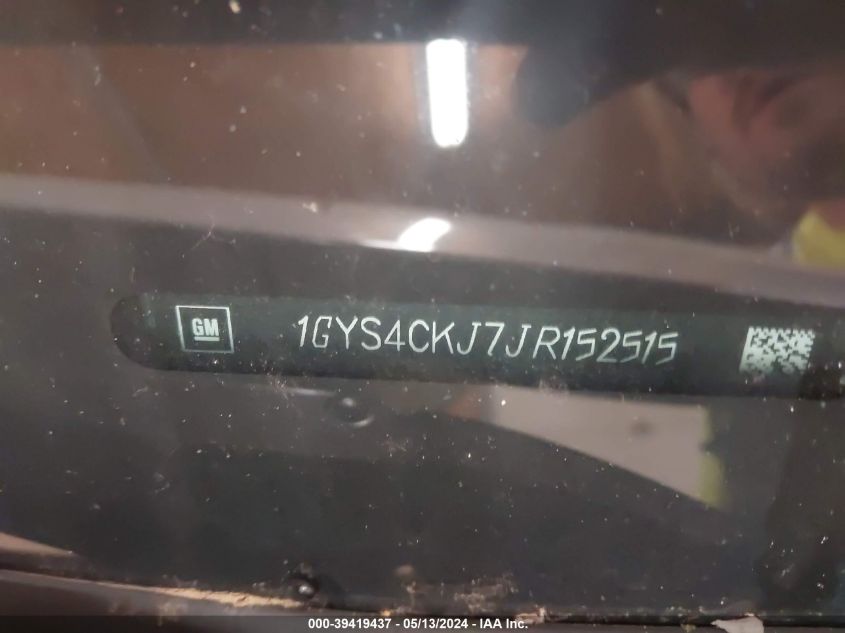 GM 1GYS4CKJ7JR152515
000-39419437 - 05/13/2024 - IAA Inc.